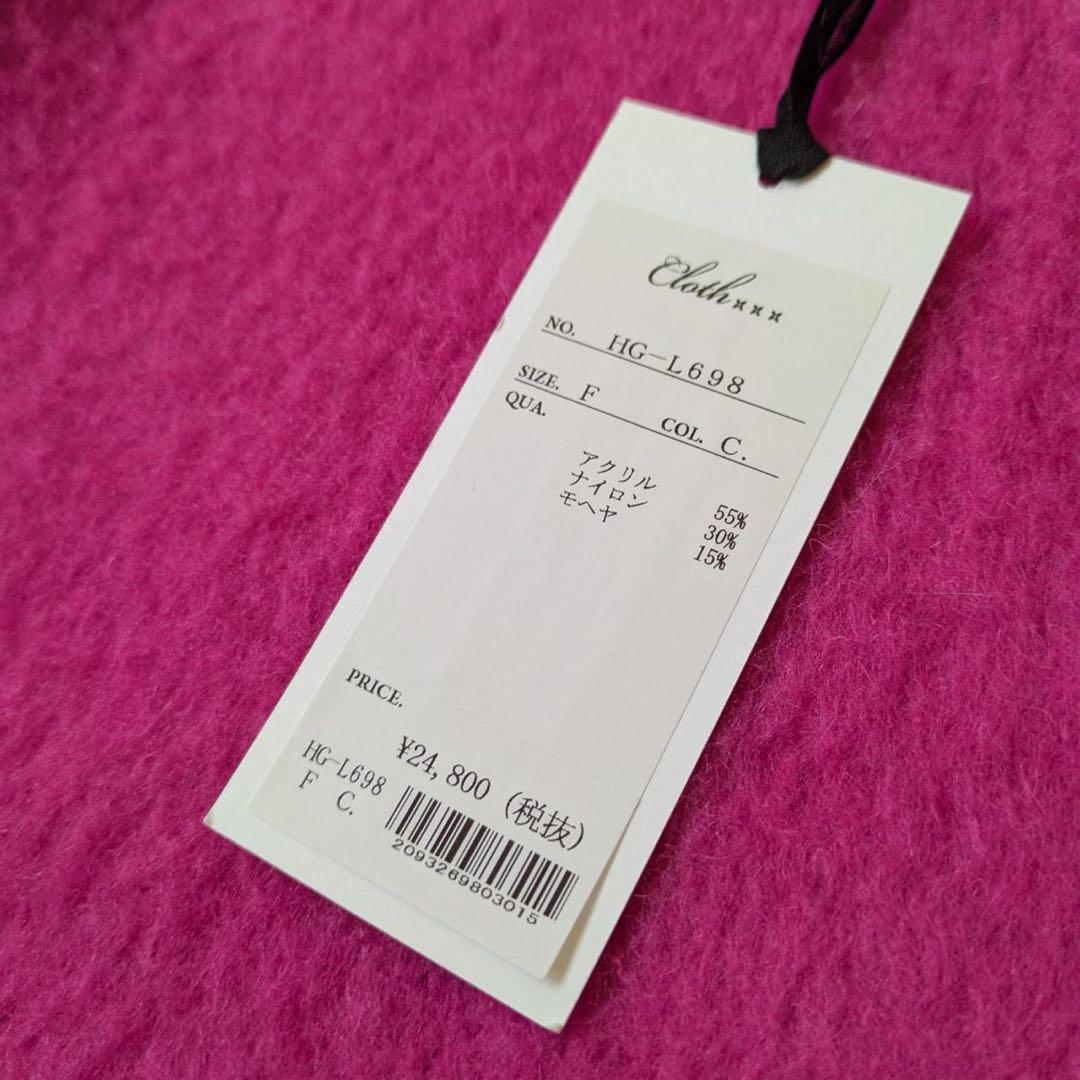 Cloth×××
NO. HG-L698
SIZE. F COL. C.
QUA.
アクリル 55%
ナイロン 30%
モヘヤ 15%
PRICE.
¥24,800 (税抜)
HG-L698
F C.
2093269803015